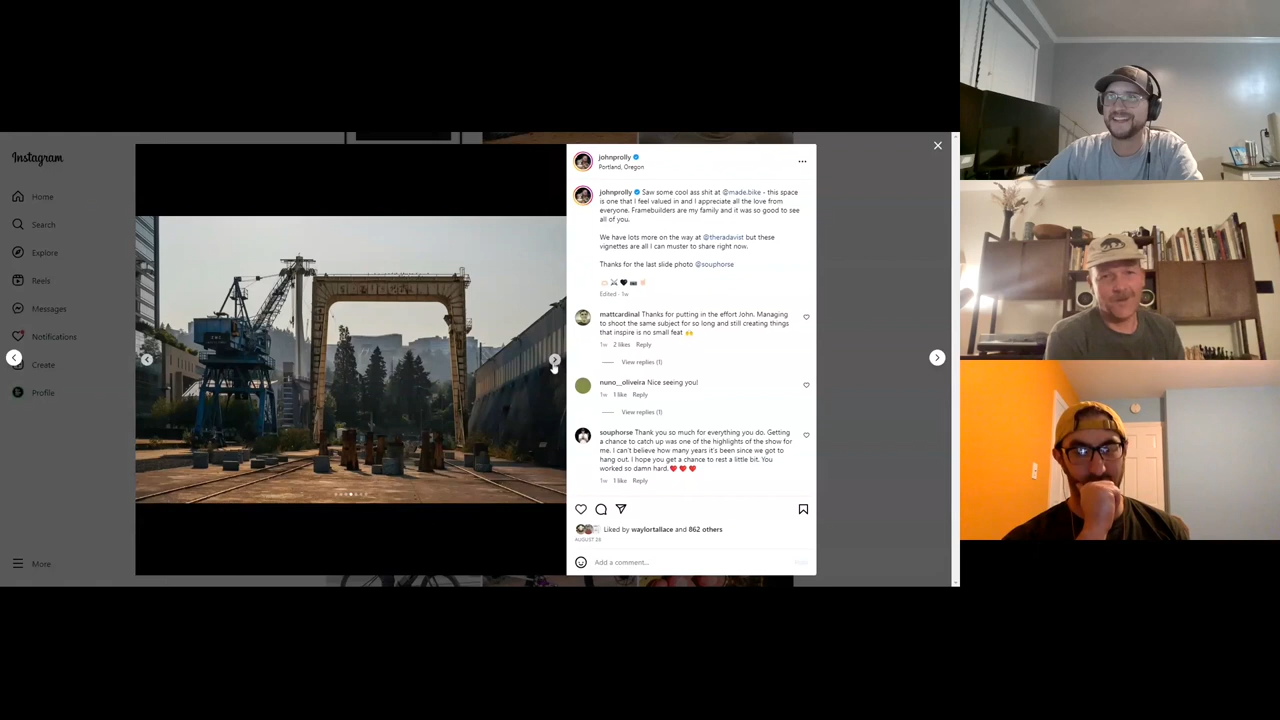 Instagram
Home
Search
Explore
Reels
Messages
Notifications
Create
Profile
More
johnprolly
Portland, Oregon
johnprolly Saw some cool ass shit at @made.bike - this space
is one that I feel valued in and I appreciate all the love from
everyone. Framebuilders are my family and it was so good to see
all of you.
We have lots more on the way at @theradavist but these
vignettes are all I can muster to share right now.
Thanks for the last slide photo @souphorse
Edited · 1w
mattcardinal Thanks for putting in the effort John. Managing
to shoot the same subject for so long and still creating things
that inspire is no small feat 🙌
1w 2 likes Reply
View replies (1)
nuno__oliveira Nice seeing you!
1w 1 like Reply
View replies (1)
souphorse Thank you so much for everything you do. Getting
a chance to catch up was one of the highlights of the show for
me. I can't believe how many years it's been since we got to
hang out. I hope you get a chance to rest a little bit. You
worked so damn hard.❤️❤️❤️
1w 1 like Reply
Liked by waylortallace and 862 others
AUGUST 28
Add a comment...
Post